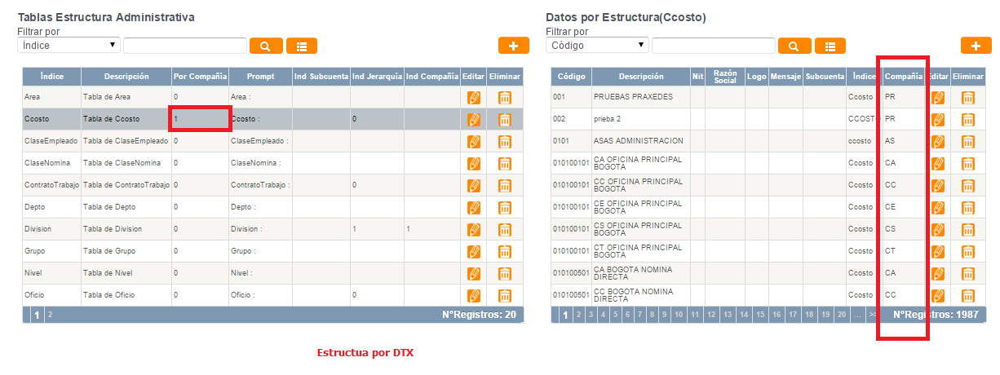 Tablas Estructura Administrativa
Filtrar por
Índice
Índice Descripción Por Compañía Prompt Ind Subcuenta Ind Jerarquía Ind Compañía Editar Eliminar
Area Tabla de Area 0 Area :
Ccosto Tabla de Ccosto 1 Ccosto : 0
ClaseEmpleado Tabla de ClaseEmpleado 0 ClaseEmpleado :
ClaseNomina Tabla de ClaseNomina 0 ClaseNomina :
ContratoTrabajo Tabla de ContratoTrabajo 0 ContratoTrabajo : 0
Depto Tabla de Depto 0 Depto :
Division Tabla de Division 0 Division : 1 1
Grupo Tabla de Grupo 0 Grupo :
Nivel Tabla de Nivel 0 Nivel :
Oficio Tabla de Oficio 0 Oficio : 0
1 2 N°Registros: 20
Datos por Estructura(Ccosto)
Filtrar por
Código
Código Descripción Nit Razón Social Logo Mensaje Subcuenta Índice Compañía Editar Eliminar
001 PRUEBAS PRAXEDES Ccosto PR
002 prieba 2 CCOSTO PR
0101 ASAS ADMINISTRACION ccosto AS
010100101 CA OFICINA PRINCIPAL BOGOTA Ccosto CA
010100101 CC OFICINA PRINCIPAL BOGOTA Ccosto CC
010100101 CE OFICINA PRINCIPAL BOGOTA Ccosto CE
010100101 CS OFICINA PRINCIPAL BOGOTA Ccosto CS
010100101 CT OFICINA PRINCIPAL BOGOTA Ccosto CT
010100501 CA BOGOTA NOMINA DIRECTA Ccosto CA
010100501 CC BOGOTA NOMINA DIRECTA Ccosto CC
1 2 3 4 5 6 7 8 9 10 11 12 13 14 15 16 17 18 19 20 ... >> N°Registros: 1987
Estructua por DTX